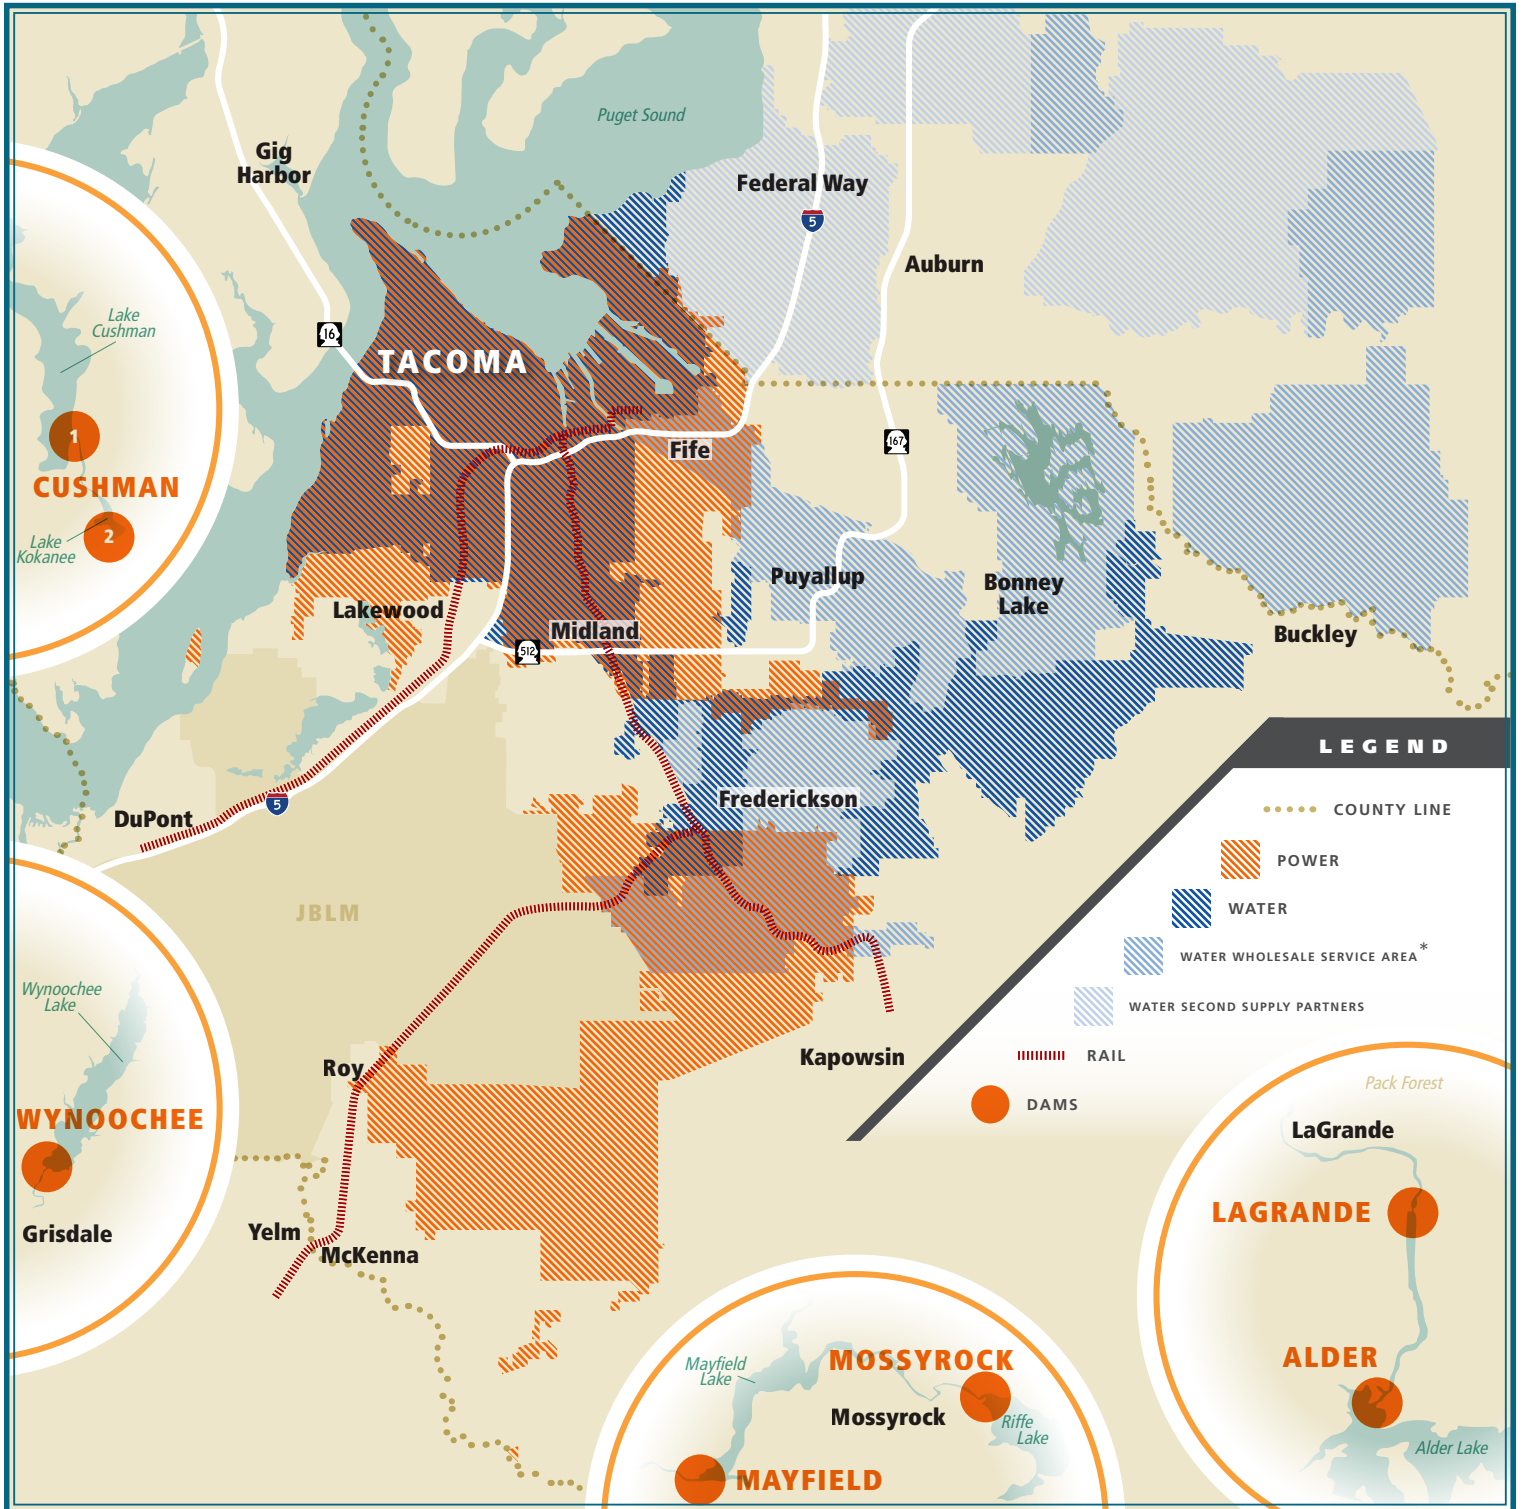 Puget Sound
Gig
Harbor
Federal Way
5
Auburn
16
TACOMA
Lake
Cushman
1
CUSHMAN
2
Lake
Kokanee
Fife
167
Puyallup
Bonney
Lake
Lakewood
Midland
512
Buckley
DuPont
5
Frederickson
JBLM
LEGEND
COUNTY LINE
POWER
WATER
WATER WHOLESALE SERVICE AREA*
WATER SECOND SUPPLY PARTNERS
RAIL
DAMS
Wynoochee
Lake
WYNOOCHEE
Grisdale
Roy
Kapowsin
Yelm
McKenna
Pack Forest
LaGrande
LAGRANDE
ALDER
Alder Lake
Mayfield
Lake
MOSSYROCK
Mossyrock
Riffe
Lake
MAYFIELD